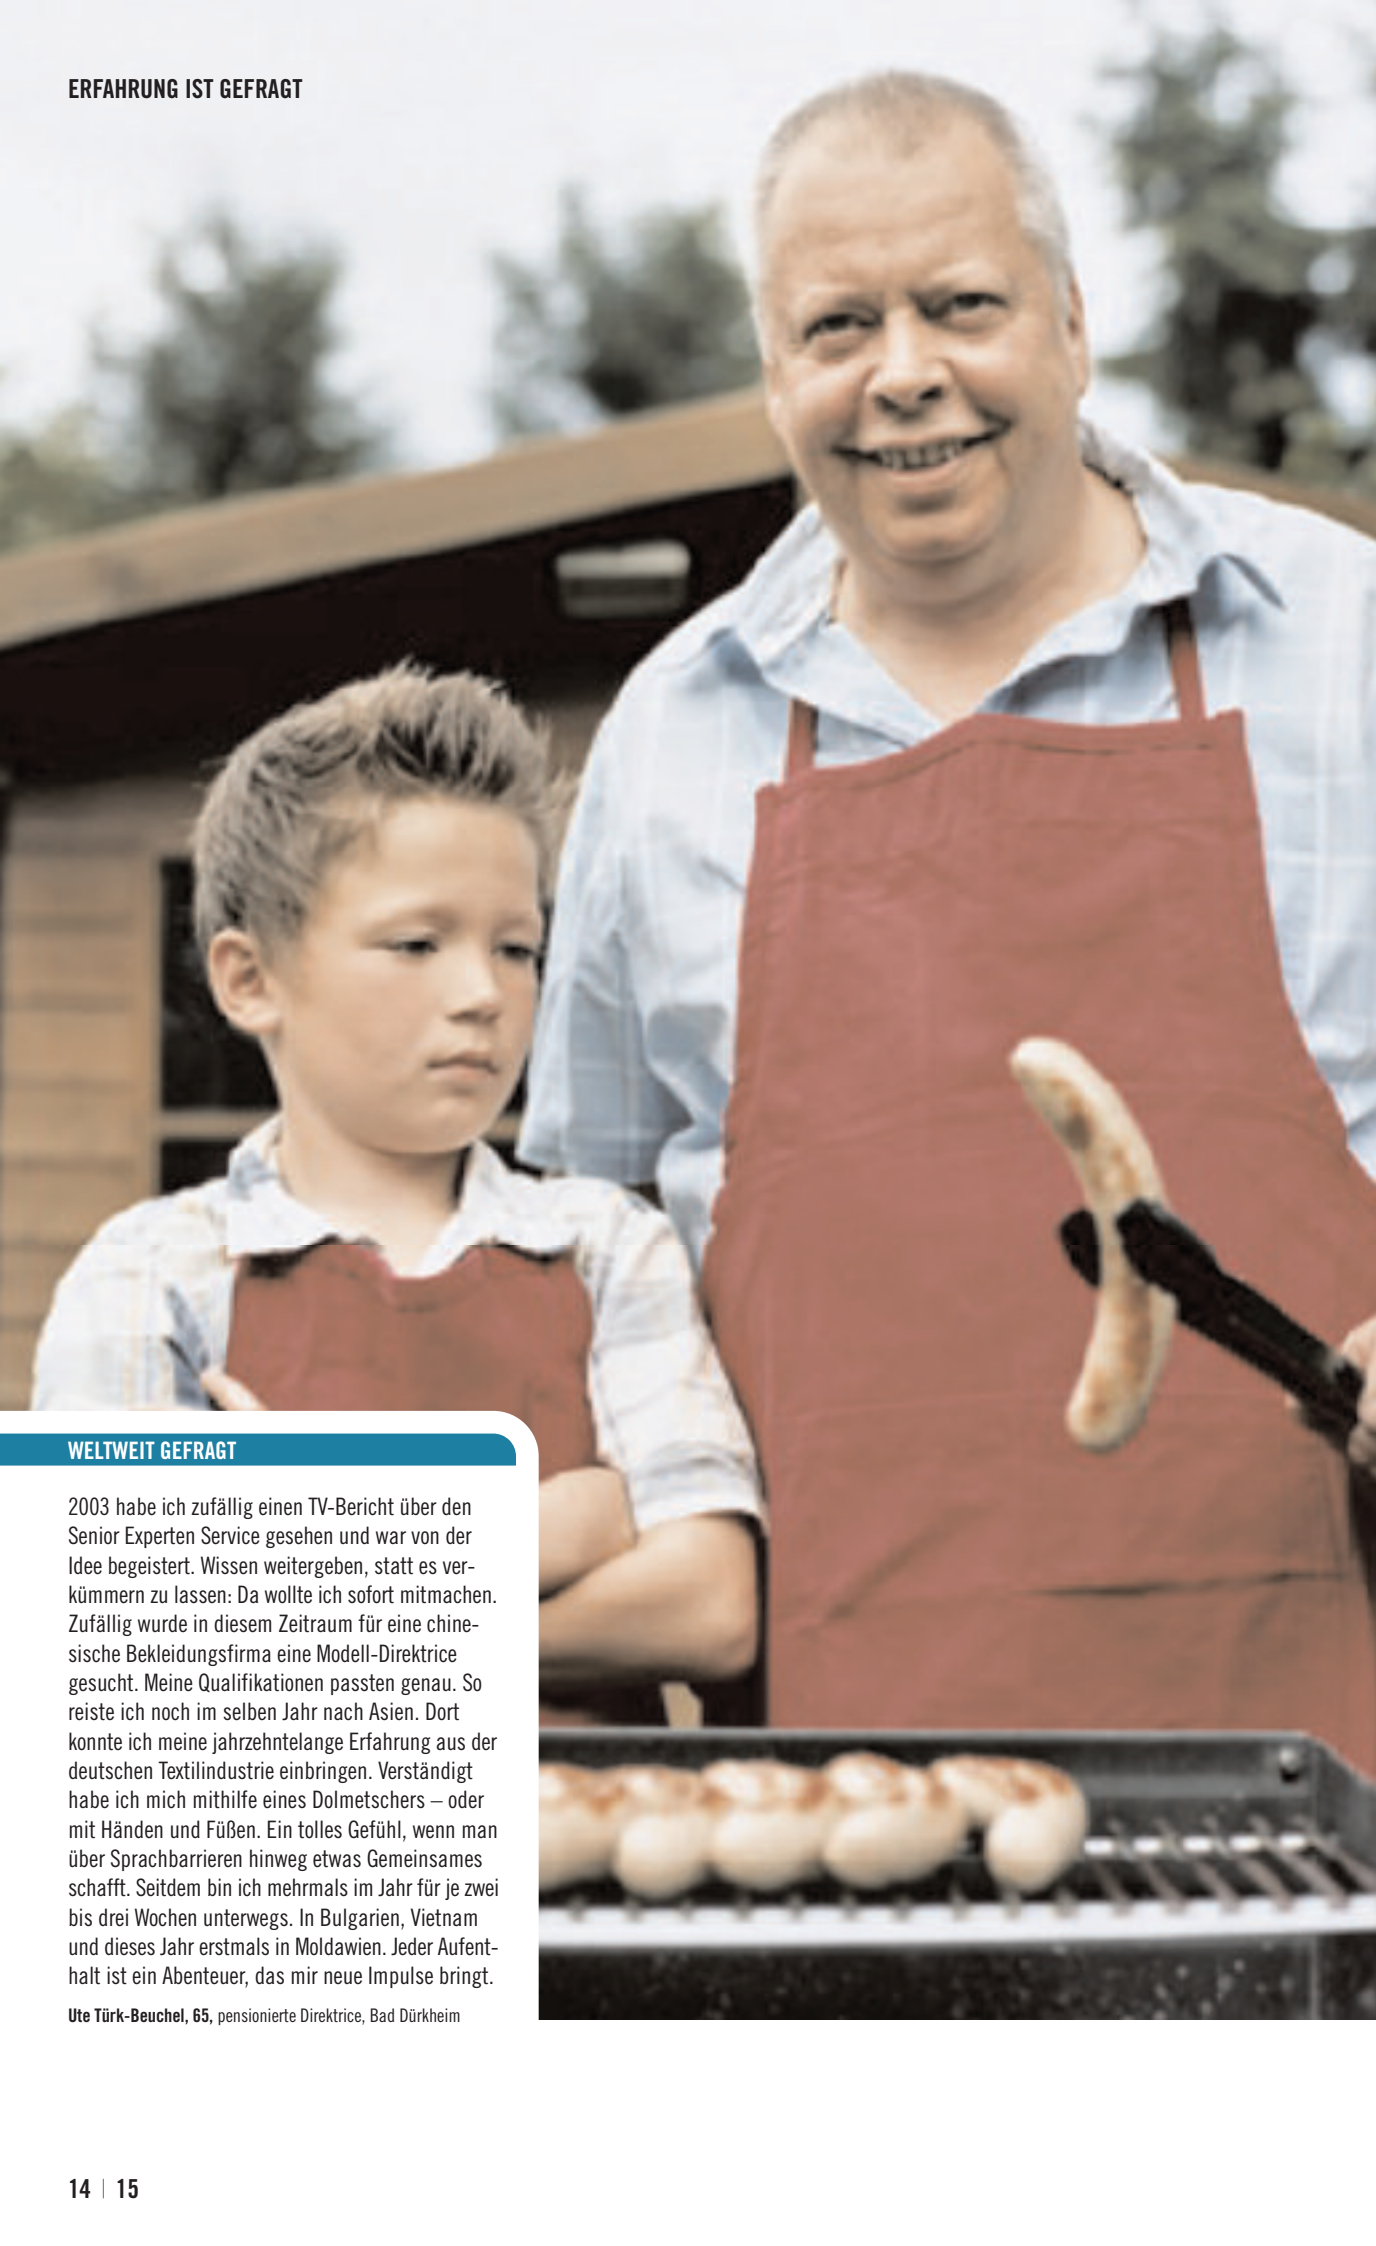 ERFAHRUNG IST GEFRAGT
WELTWEIT GEFRAGT
2003 habe ich zufällig einen TV-Bericht über den
Senior Experten Service gesehen und war von der
Idee begeistert. Wissen weitergeben, statt es ver-
kümmern zu lassen: Da wollte ich sofort mitmachen.
Zufällig wurde in diesem Zeitraum für eine chine-
sische Bekleidungsfirma eine Modell-Direktrice
gesucht. Meine Qualifikationen passten genau. So
reiste ich noch im selben Jahr nach Asien. Dort
konnte ich meine jahrzehntelange Erfahrung aus der
deutschen Textilindustrie einbringen. Verständigt
habe ich mich mithilfe eines Dolmetschers – oder
mit Händen und Füßen. Ein tolles Gefühl, wenn man
über Sprachbarrieren hinweg etwas Gemeinsames
schafft. Seitdem bin ich mehrmals im Jahr für je zwei
bis drei Wochen unterwegs. In Bulgarien, Vietnam
und dieses Jahr erstmals in Moldawien. Jeder Aufent-
halt ist ein Abenteuer, das mir neue Impulse bringt.
Ute Türk-Beuchel, 65, pensionierte Direktrice, Bad Dürkheim
14 | 15